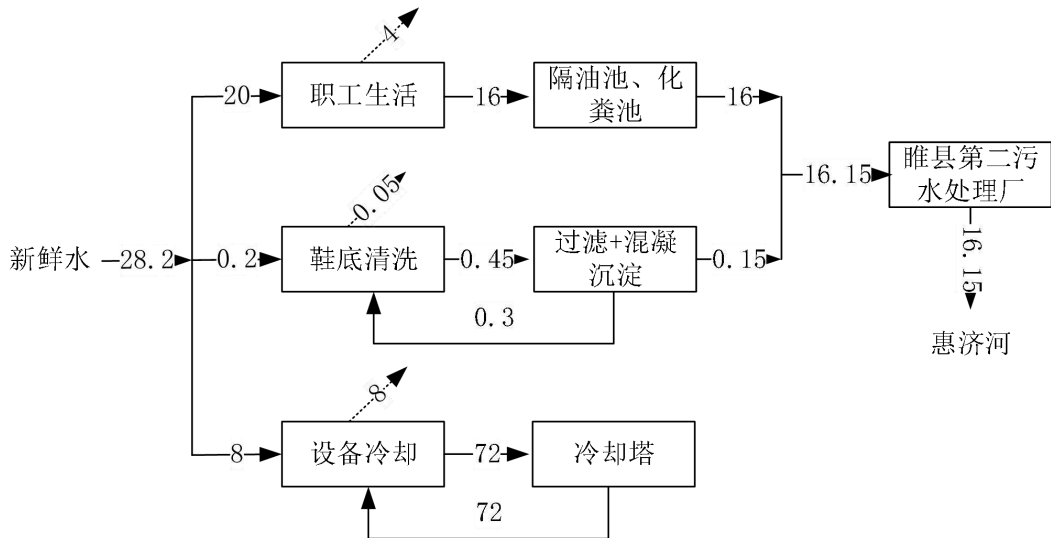 4
20
职工生活
16
隔油池、化
粪池
16
16.15
睢县第二污
水处理厂
0.05
新鲜水
28.2
0.2
鞋底清洗
0.45
过滤+混凝
沉淀
0.15
16.15
0.3
惠济河
8
8
设备冷却
72
冷却塔
72